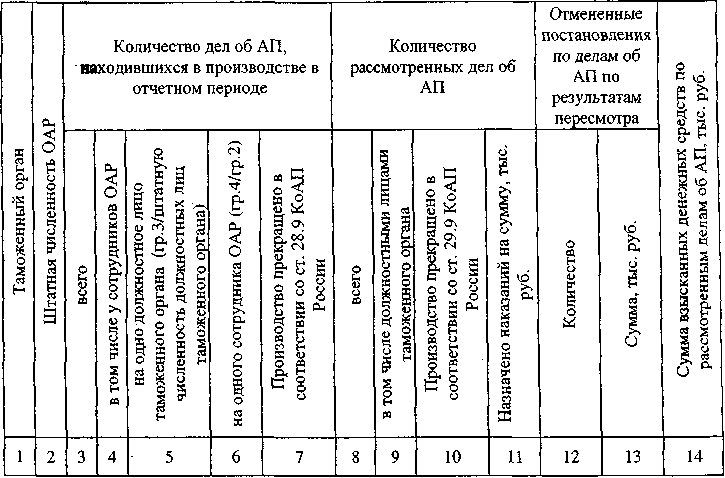 Таможенный орган
Штатная численность ОАР
Количество дел об АП,
находившихся в производстве в
отчетном периоде
всего
в том числе у сотрудников ОАР
на одно должностное лицо
таможенного органа (гр.3/штатную
численность должностных лиц
таможенного органа)
на одного сотрудника ОАР (гр.4/гр.2)
Производство прекращено в
соответствии со ст. 28.9 КоАП
России
Количество
рассмотренных дел об
АП
всего
в том числе должностными лицами
таможенного органа
Производство прекращено в
соответствии со ст. 29.9 КоАП
России
Назначено наказаний на сумму, тыс.
руб.
Отмененные
постановления
по делам об
АП по
результатам
пересмотра
Количество
Сумма, тыс. руб.
Сумма взысканных денежных средств по
рассмотренным делам об АП, тыс. руб.
1 2 3 4 5 6 7 8 9 10 11 12 13 14